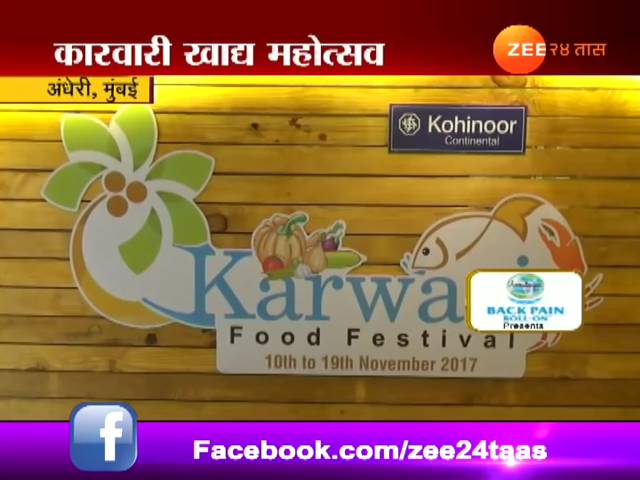 कारवारी खाद्य महोत्सव
ZEE २४ तास
अंधेरी, मुंबई
Kohinoor
Continental
Karwa
Food Festival
10th to 19th November 2017
BACK PAIN
ROLL-ON
Presents
Facebook.com/zee24taas